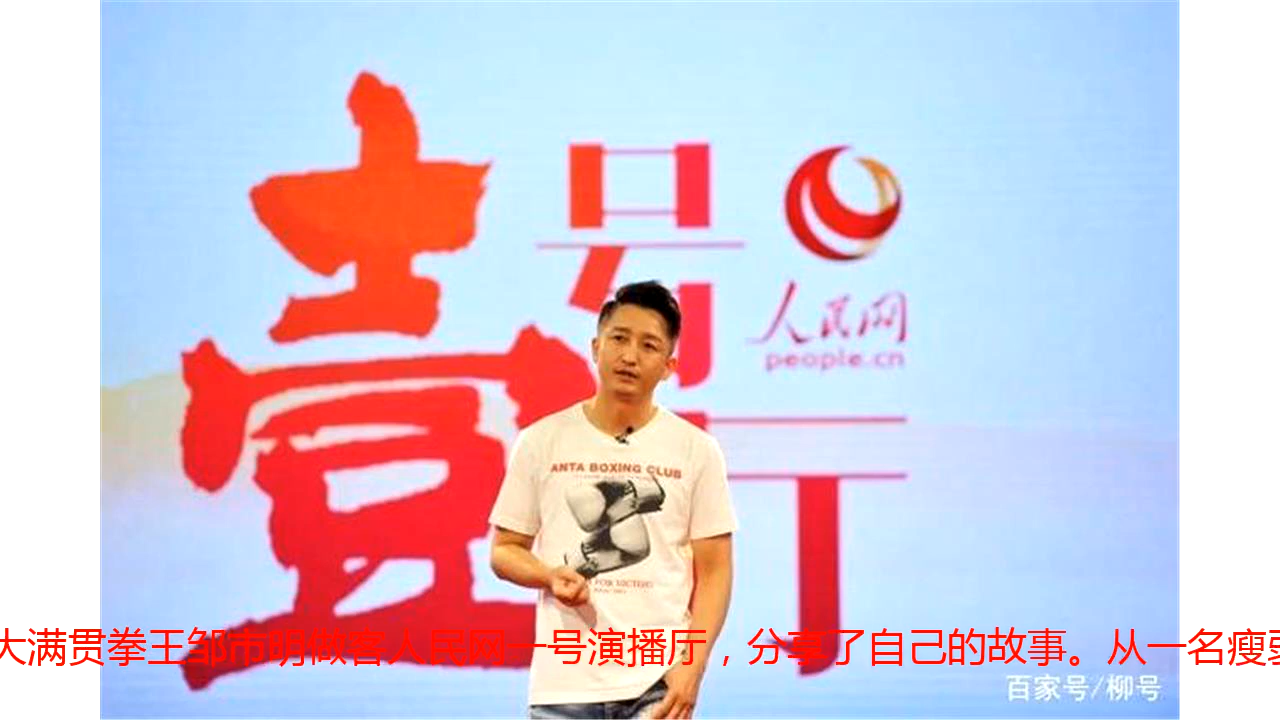 壹
号
厅
人民网
people.cn
ANTA BOXING CLUB
大满贯拳王邹市明做客人民网一号演播厅，分享了自己的故事。从一名瘦弱
百家号/柳号